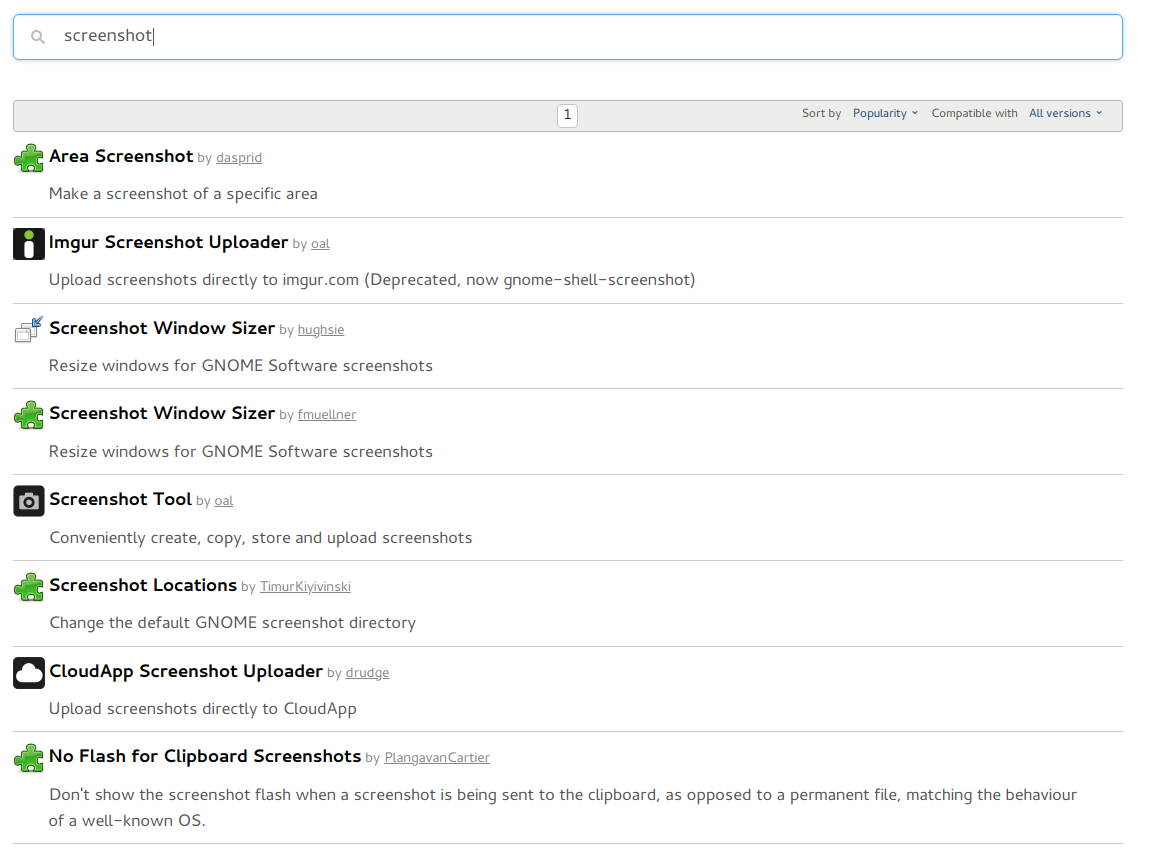 screenshot
1 Sort by Popularity Compatible with All versions
Area Screenshot by dasprid
Make a screenshot of a specific area
Imgur Screenshot Uploader by oal
Upload screenshots directly to imgur.com (Deprecated, now gnome-shell-screenshot)
Screenshot Window Sizer by hughsie
Resize windows for GNOME Software screenshots
Screenshot Window Sizer by fmuellner
Resize windows for GNOME Software screenshots
Screenshot Tool by oal
Conveniently create, copy, store and upload screenshots
Screenshot Locations by TimurKiyivinski
Change the default GNOME screenshot directory
CloudApp Screenshot Uploader by drudge
Upload screenshots directly to CloudApp
No Flash for Clipboard Screenshots by PlangavanCartier
Don't show the screenshot flash when a screenshot is being sent to the clipboard, as opposed to a permanent file, matching the behaviour
of a well-known OS.